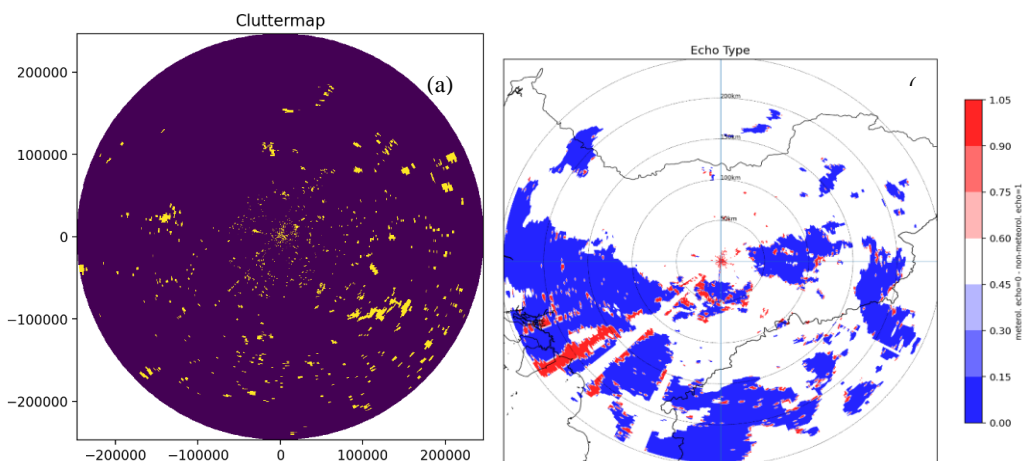 Cluttermap
(a)
200000
100000
0
−100000
−200000
−200000 −100000 0 100000 200000
Echo Type
200km
150km
100km
50km
1.05
0.90
0.75
0.60
0.45
0.30
0.15
0.00
meterol. echo=0 - non-meteorol. echo=1